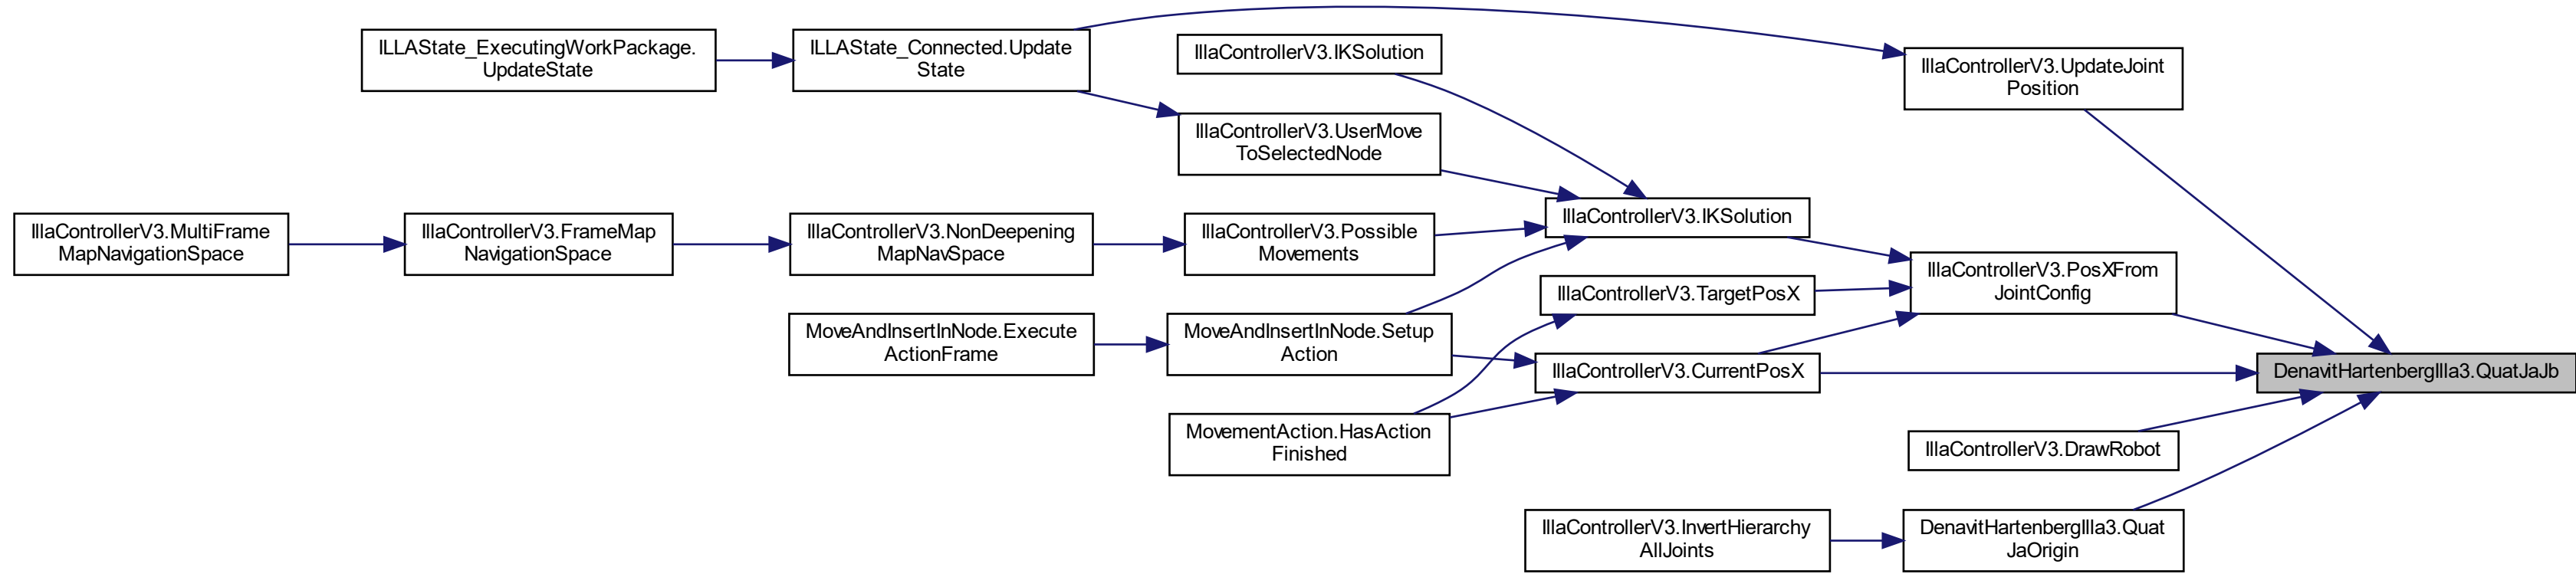 ILLAState_ExecutingWorkPackage.
UpdateState
ILLAState_Connected.Update
State
IllaControllerV3.IKSolution
IllaControllerV3.UpdateJoint
Position
IllaControllerV3.UserMove
ToSelectedNode
IllaControllerV3.MultiFrame
MapNavigationSpace
IllaControllerV3.FrameMap
NavigationSpace
IllaControllerV3.NonDeepening
MapNavSpace
IllaControllerV3.Possible
Movements
IllaControllerV3.IKSolution
IllaControllerV3.PosXFrom
JointConfig
IllaControllerV3.TargetPosX
MoveAndInsertInNode.Execute
ActionFrame
MoveAndInsertInNode.Setup
Action
IllaControllerV3.CurrentPosX
DenavitHartenbergIlla3.QuatJaJb
MovementAction.HasAction
Finished
IllaControllerV3.DrawRobot
IllaControllerV3.InvertHierarchy
AllJoints
DenavitHartenbergIlla3.Quat
JaOrigin